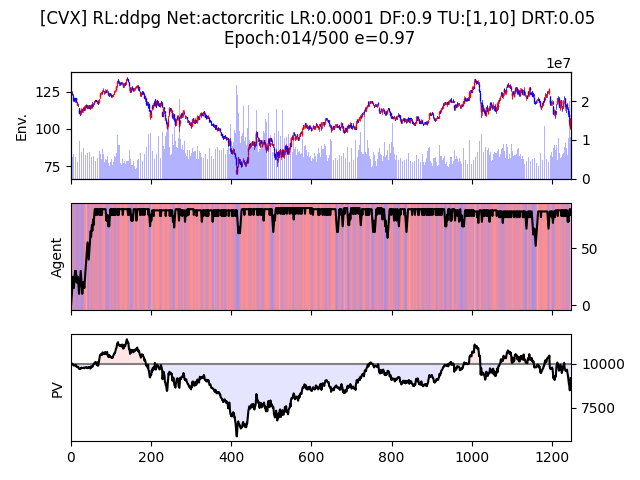 [CVX] RL:ddpg Net:actorcritic LR:0.0001 DF:0.9 TU:[1,10] DRT:0.05
Epoch:014/500 e=0.97
1e7
Env.
125
100
75
2
1
0
Agent
50
0
PV
10000
7500
0
200
400
600
800
1000
1200